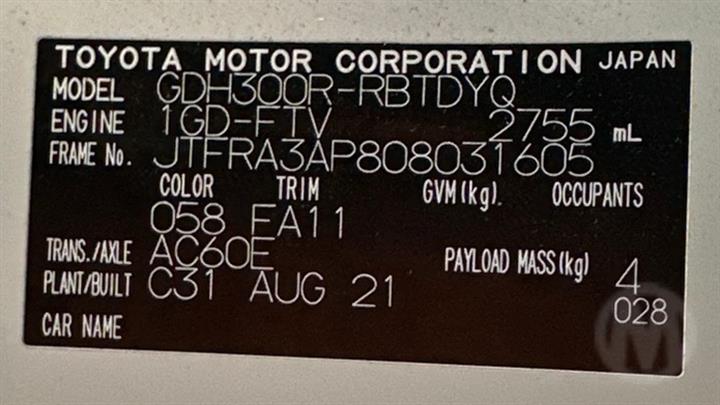 TOYOTA MOTOR CORPORATION JAPAN
MODEL GDH300R-RBTDYQ
ENGINE 1GD-FTV 2755 mL
FRAME No. JTFRA3AP808031605
COLOR TRIM GVM(kg) OCCUPANTS
058 FA11
TRANS./AXLE AC60E PAYLOAD MASS(kg) 4
PLANT/BUILT C31 AUG 21 028
CAR NAME
M